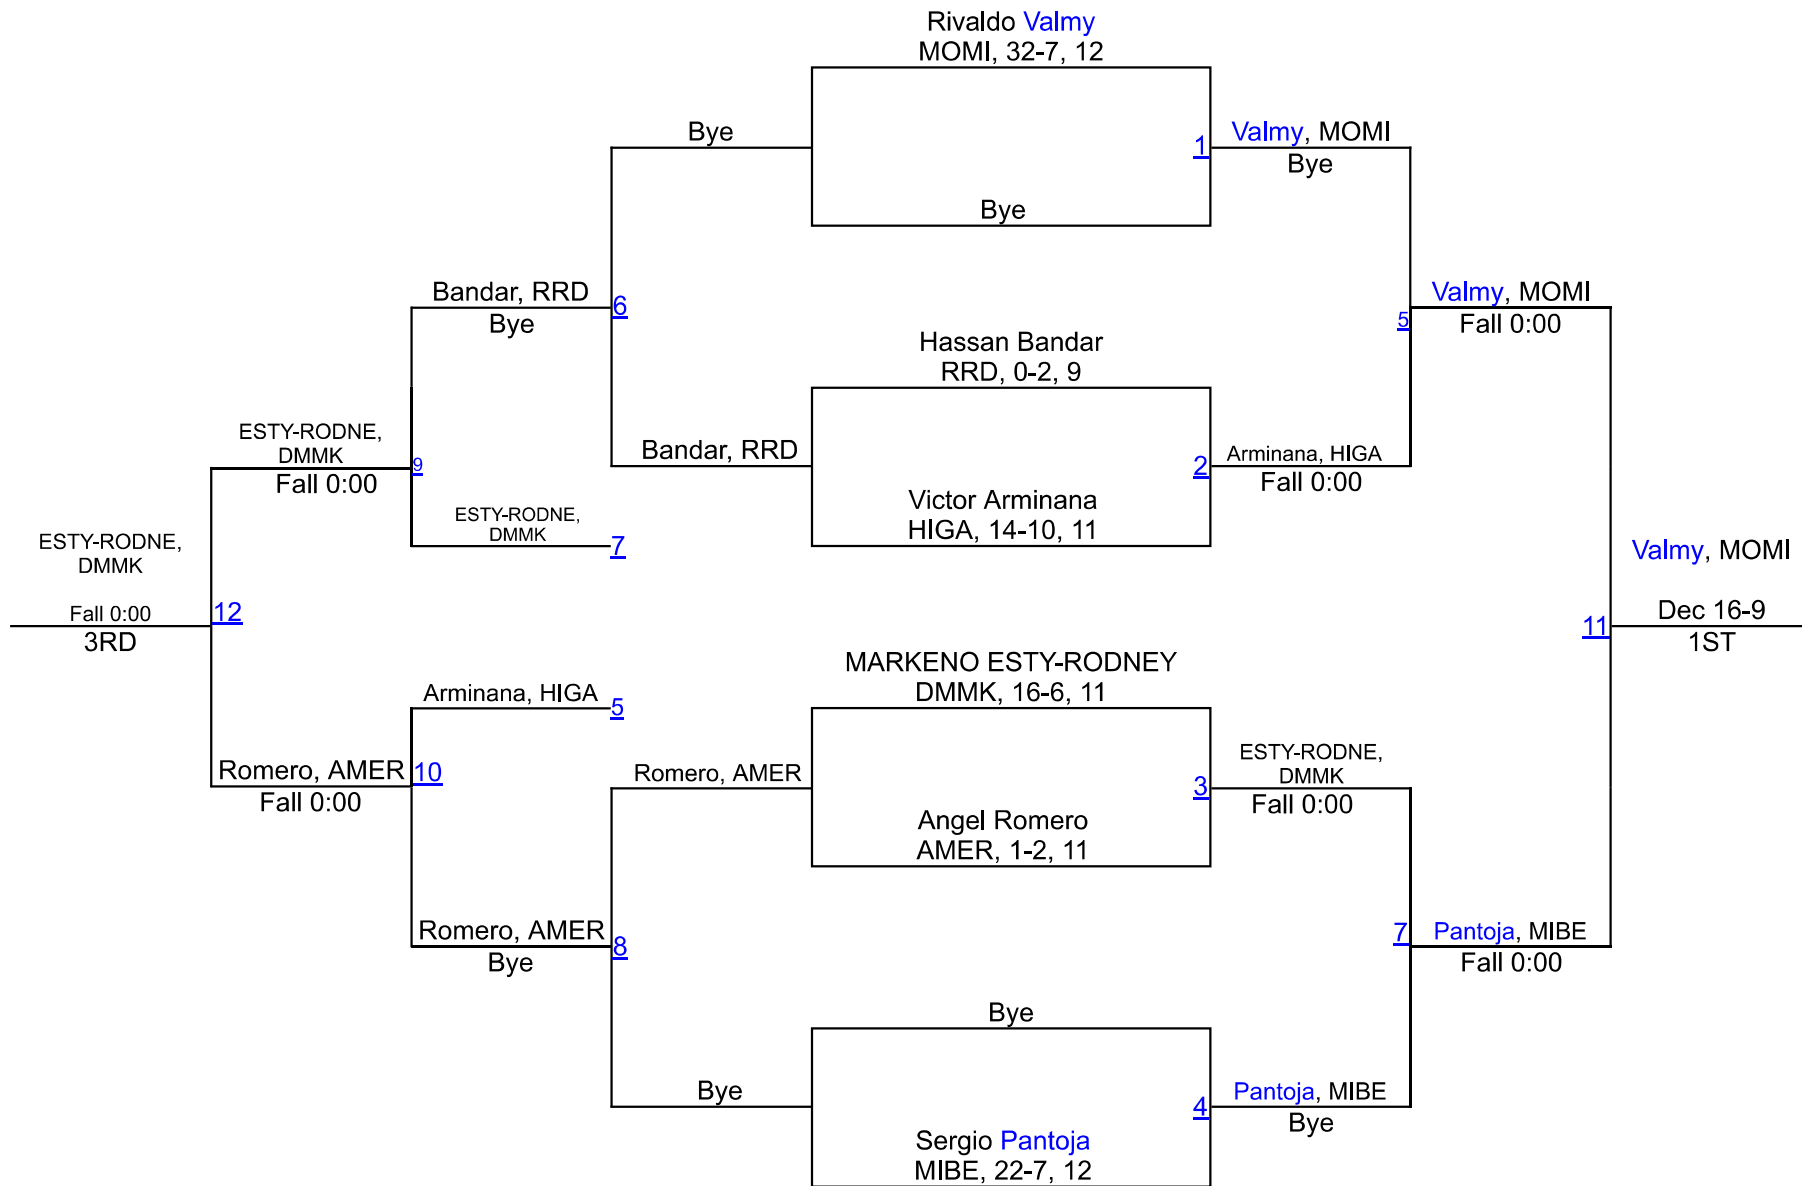 Rivaldo Valmy
MOMI, 32-7, 12
Bye
1
Valmy, MOMI
Bye
Bye
Bandar, RRD
Bye
6
Valmy, MOMI
Fall 0:00
5
Hassan Bandar
RRD, 0-2, 9
ESTY-RODNE,
DMMK
Fall 0:00
9
Bandar, RRD
2
Arminana, HIGA
Fall 0:00
Victor Arminana
HIGA, 14-10, 11
ESTY-RODNE,
DMMK
7
ESTY-RODNE,
DMMK
Fall 0:00
3RD
12
Valmy, MOMI
Dec 16-9
1ST
11
MARKENO ESTY-RODNEY
DMMK, 16-6, 11
Arminana, HIGA
5
Romero, AMER
Fall 0:00
10
Romero, AMER
3
ESTY-RODNE,
DMMK
Fall 0:00
Angel Romero
AMER, 1-2, 11
Romero, AMER
Bye
8
7
Pantoja, MIBE
Fall 0:00
Bye
Bye
4
Pantoja, MIBE
Bye
Sergio Pantoja
MIBE, 22-7, 12